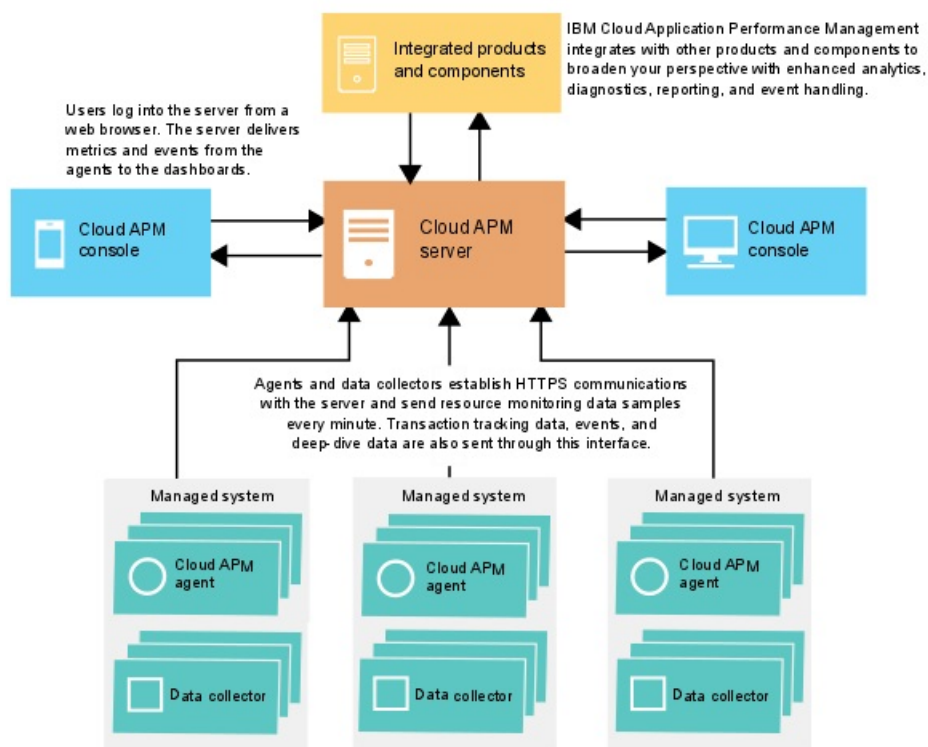 Integrated products
and components
IBM Cloud Application Performance Management
integrates with other products and components to
broaden your perspective with enhanced analytics,
diagnostics, reporting, and event handling.
Users log into the server from a
web browser. The server delivers
metrics and events from the
agents to the dashboards.
Cloud APM
console
Cloud APM
server
Cloud APM
console
Agents and data collectors establish HTTPS communications
with the server and send resource monitoring data samples
every minute. Transaction tracking data, events, and
deep-dive data are also sent through this interface.
Managed system
Cloud APM
agent
Data collector
Managed system
Cloud APM
agent
Data collector
Managed system
Cloud APM
agent
Data collector